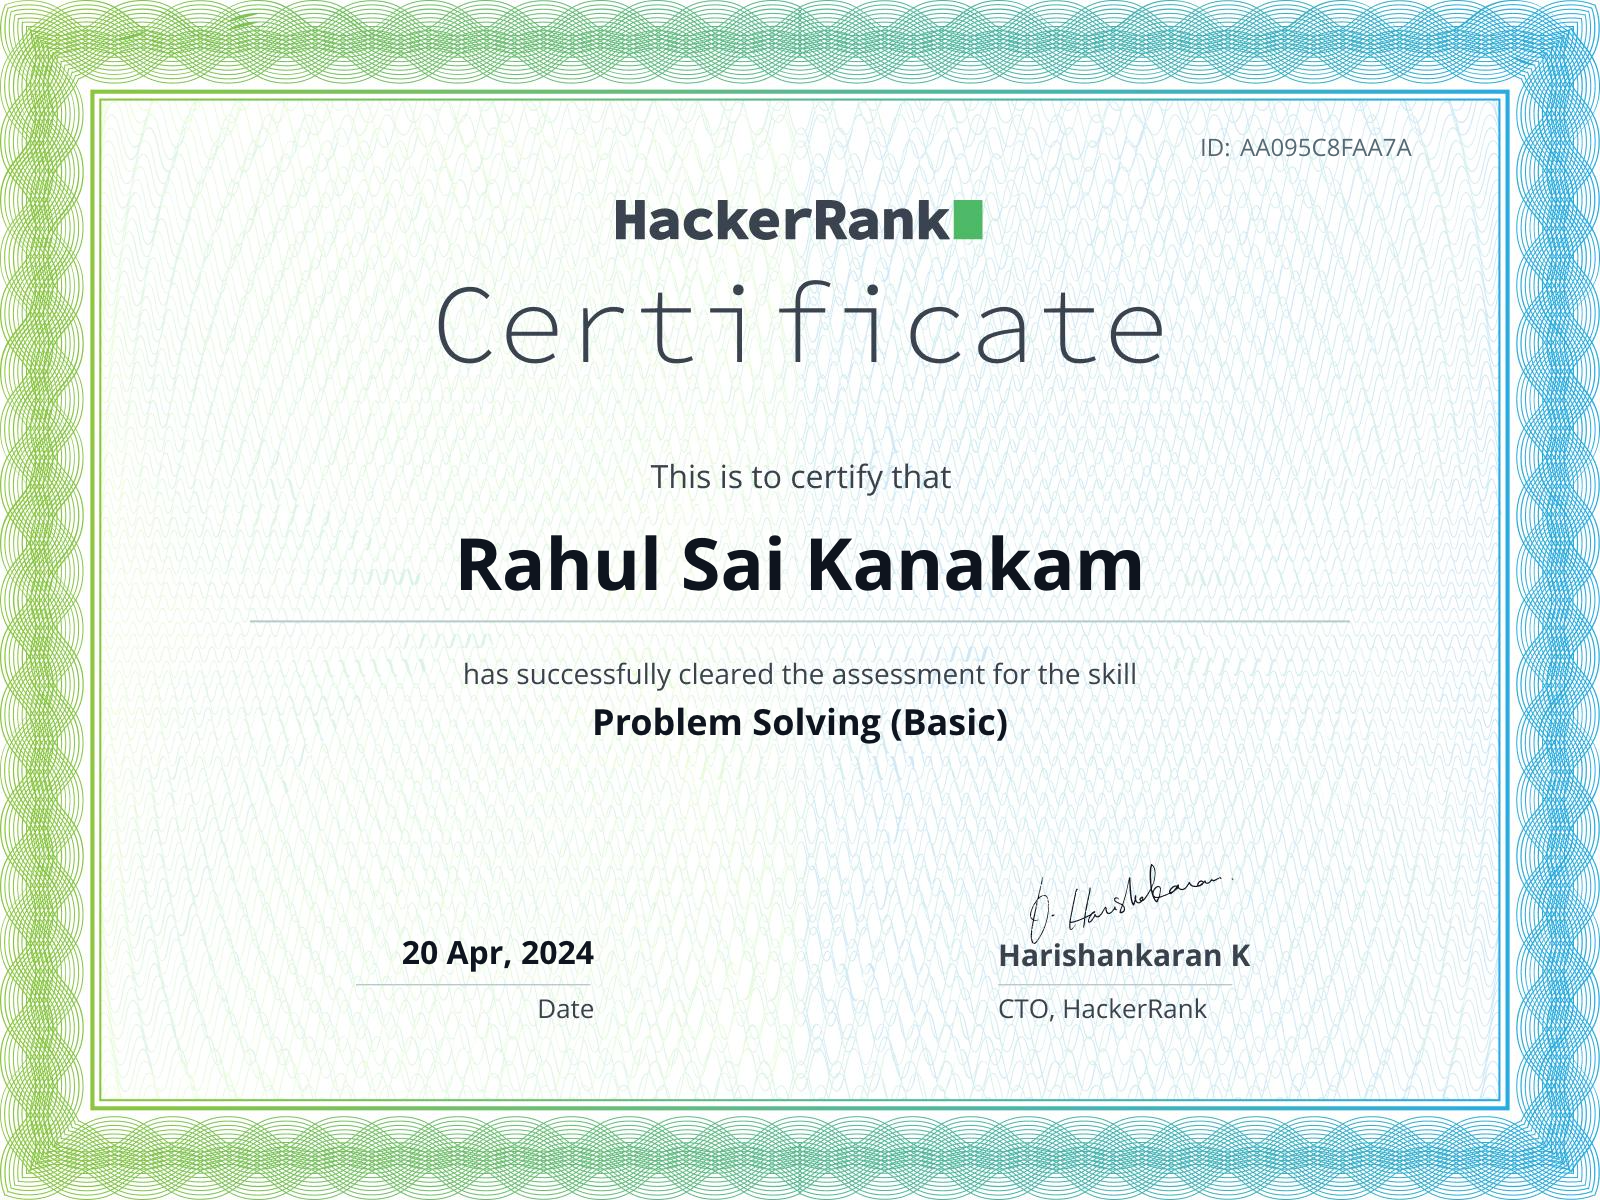 ID: AA095C8FAA7A
HackerRank
Certificate
This is to certify that
Rahul Sai Kanakam
has successfully cleared the assessment for the skill
Problem Solving (Basic)
H. Harishankaran
20 Apr, 2024
Harishankaran K
Date
CTO, HackerRank